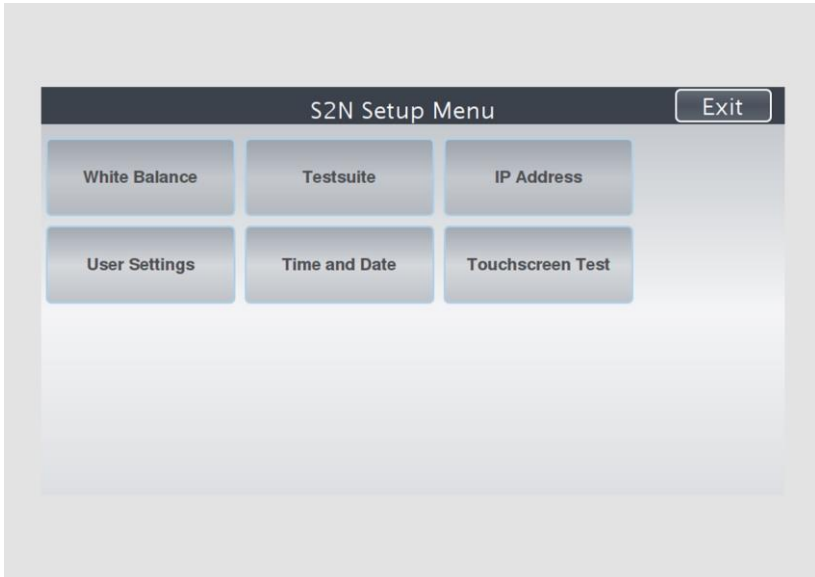 S2N Setup Menu
Exit
White Balance
Testsuite
IP Address
User Settings
Time and Date
Touchscreen Test